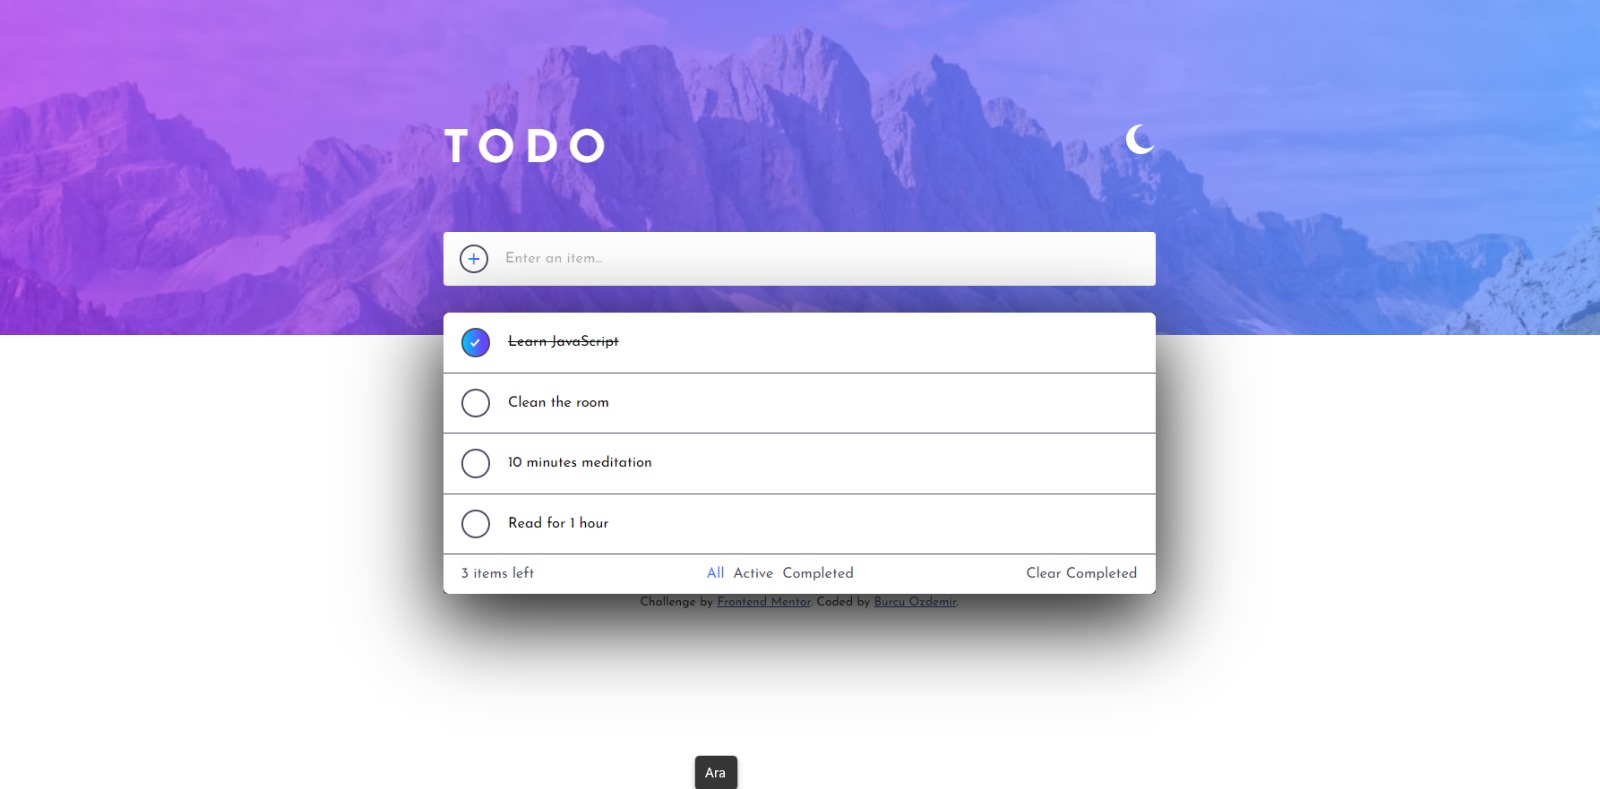 TODO
Enter an item...
Learn JavaScript
Clean the room
10 minutes meditation
Read for 1 hour
3 items left All Active Completed Clear Completed
Challenge by Frontend Mentor. Coded by Burcu Ozdemir.
Ara